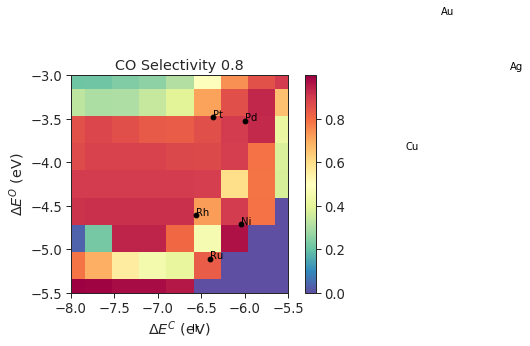 Au
CO Selectivity 0.8
Ag
−3.0
−3.5
−4.0
−4.5
−5.0
−5.5
ΔE^O (eV)
Pt
Pd
Cu
Rh
Ni
Ru
0.8
0.6
0.4
0.2
0.0
−8.0 −7.5 −7.0 −6.5 −6.0 −5.5
ΔE^C (eV)
Ir